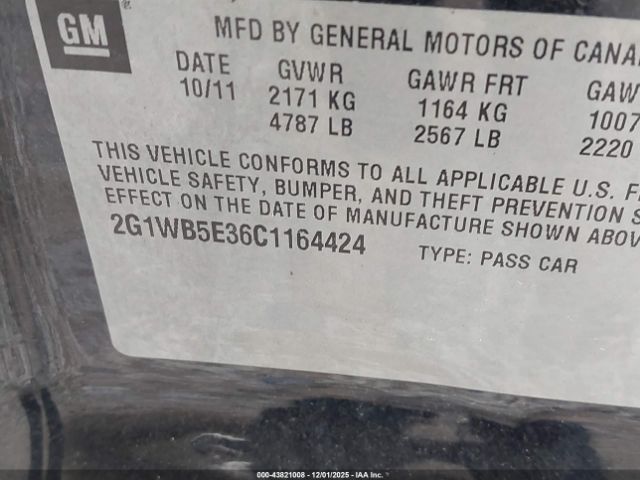 GM
MFD BY GENERAL MOTORS OF CANA
DATE GVWR GAWR FRT GAW
10/11 2171 KG 1164 KG 1007
4787 LB 2567 LB 2220
THIS VEHICLE CONFORMS TO ALL APPLICABLE U.S. F
VEHICLE SAFETY, BUMPER, AND THEFT PREVENTION S
EFFECT ON THE DATE OF MANUFACTURE SHOWN ABOV
2G1WB5E36C1164424 TYPE: PASS CAR
000-43821008 - 12/01/2025 - IAAI.com